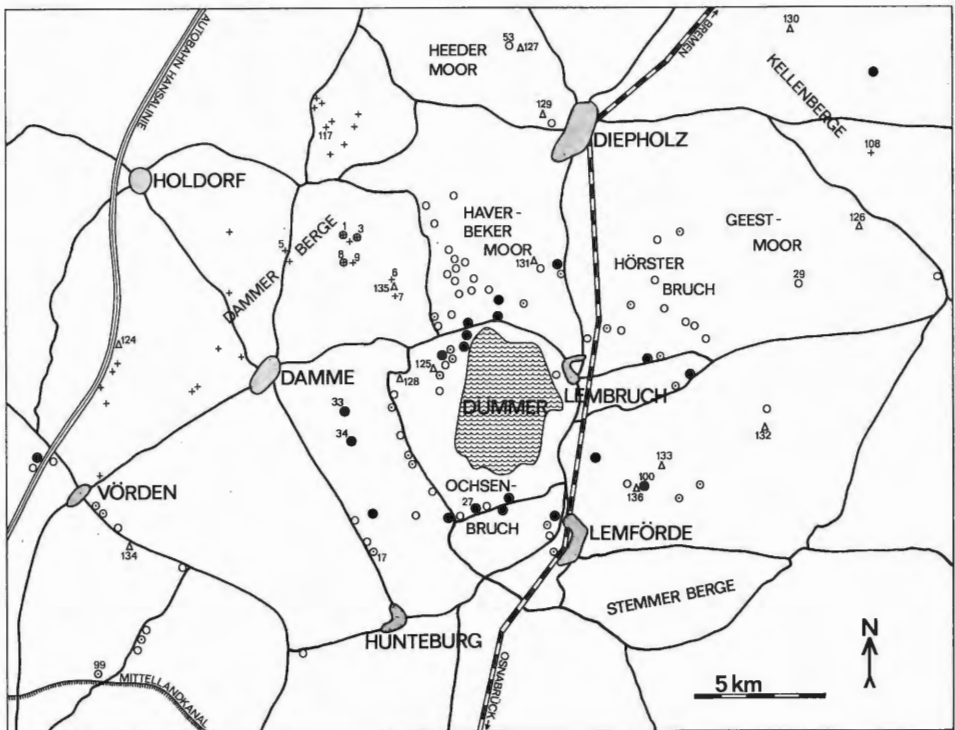 AUTOBAHN HANSALINIE
BREMEN
130
53
127
HEEDER
MOOR
KELLENBERGE
129
117
DIEPHOLZ
108
HOLDORF
HAVER-
BEKER
MOOR
GEEST-
MOOR
126
1
3
5
8
9
DAMMER BERGE
131
HÖRSTER
BRUCH
29
6
135
7
124
125
128
DAMME
DÜMMER
LEMBRUCH
33
34
132
133
100
136
VÖRDEN
OCHSEN-
27
BRUCH
LEMFÖRDE
134
17
STEMMER BERGE
HUNTEBURG
N
99
MITTELLANDKANAL
OSNABRÜCK
5 km